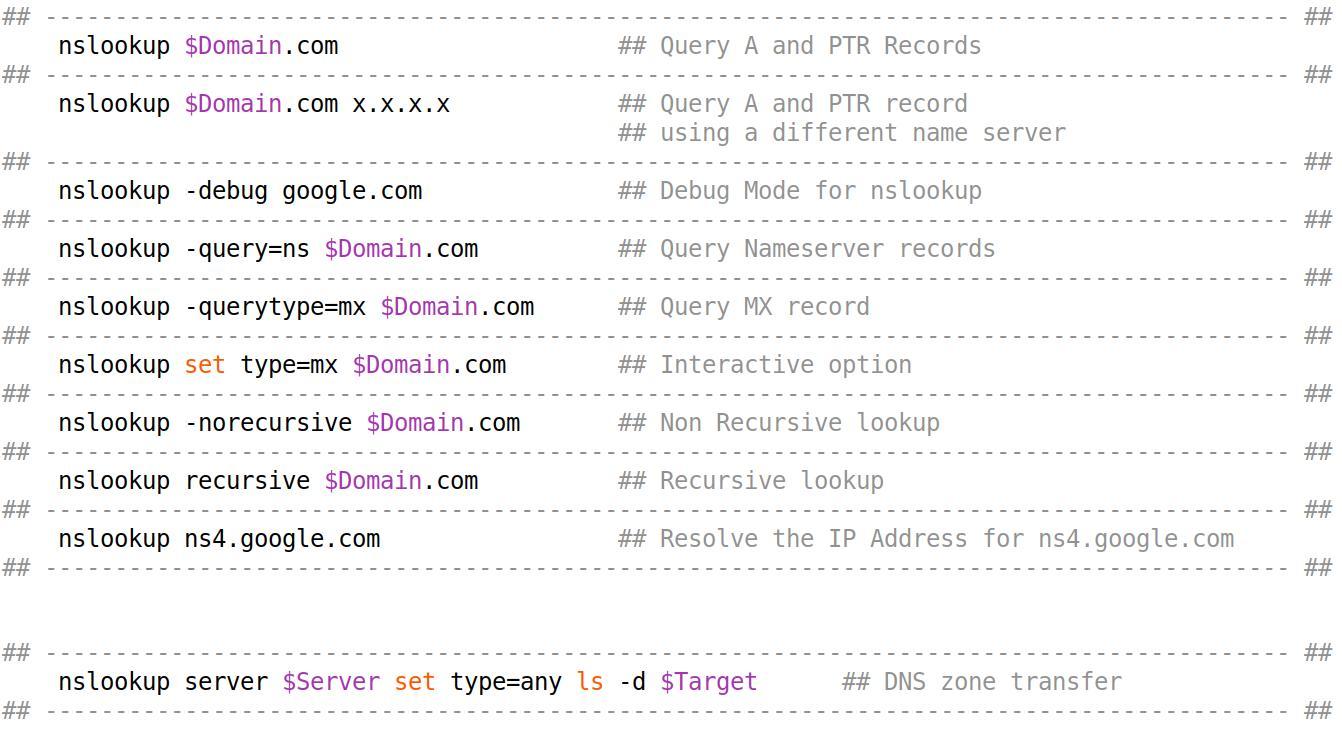 ## ----------------------------------------------------------------------------------------- ##
    nslookup $Domain.com                    ## Query A and PTR Records
## ----------------------------------------------------------------------------------------- ##
    nslookup $Domain.com x.x.x.x            ## Query A and PTR record
                                            ## using a different name server
## ----------------------------------------------------------------------------------------- ##
    nslookup -debug google.com              ## Debug Mode for nslookup
## ----------------------------------------------------------------------------------------- ##
    nslookup -query=ns $Domain.com          ## Query Nameserver records
## ----------------------------------------------------------------------------------------- ##
    nslookup -querytype=mx $Domain.com      ## Query MX record
## ----------------------------------------------------------------------------------------- ##
    nslookup set type=mx $Domain.com        ## Interactive option
## ----------------------------------------------------------------------------------------- ##
    nslookup -norecursive $Domain.com       ## Non Recursive lookup
## ----------------------------------------------------------------------------------------- ##
    nslookup recursive $Domain.com          ## Recursive lookup
## ----------------------------------------------------------------------------------------- ##
    nslookup ns4.google.com                 ## Resolve the IP Address for ns4.google.com
## ----------------------------------------------------------------------------------------- ##
## ----------------------------------------------------------------------------------------- ##
    nslookup server $Server set type=any ls -d $Target      ## DNS zone transfer
## ----------------------------------------------------------------------------------------- ##